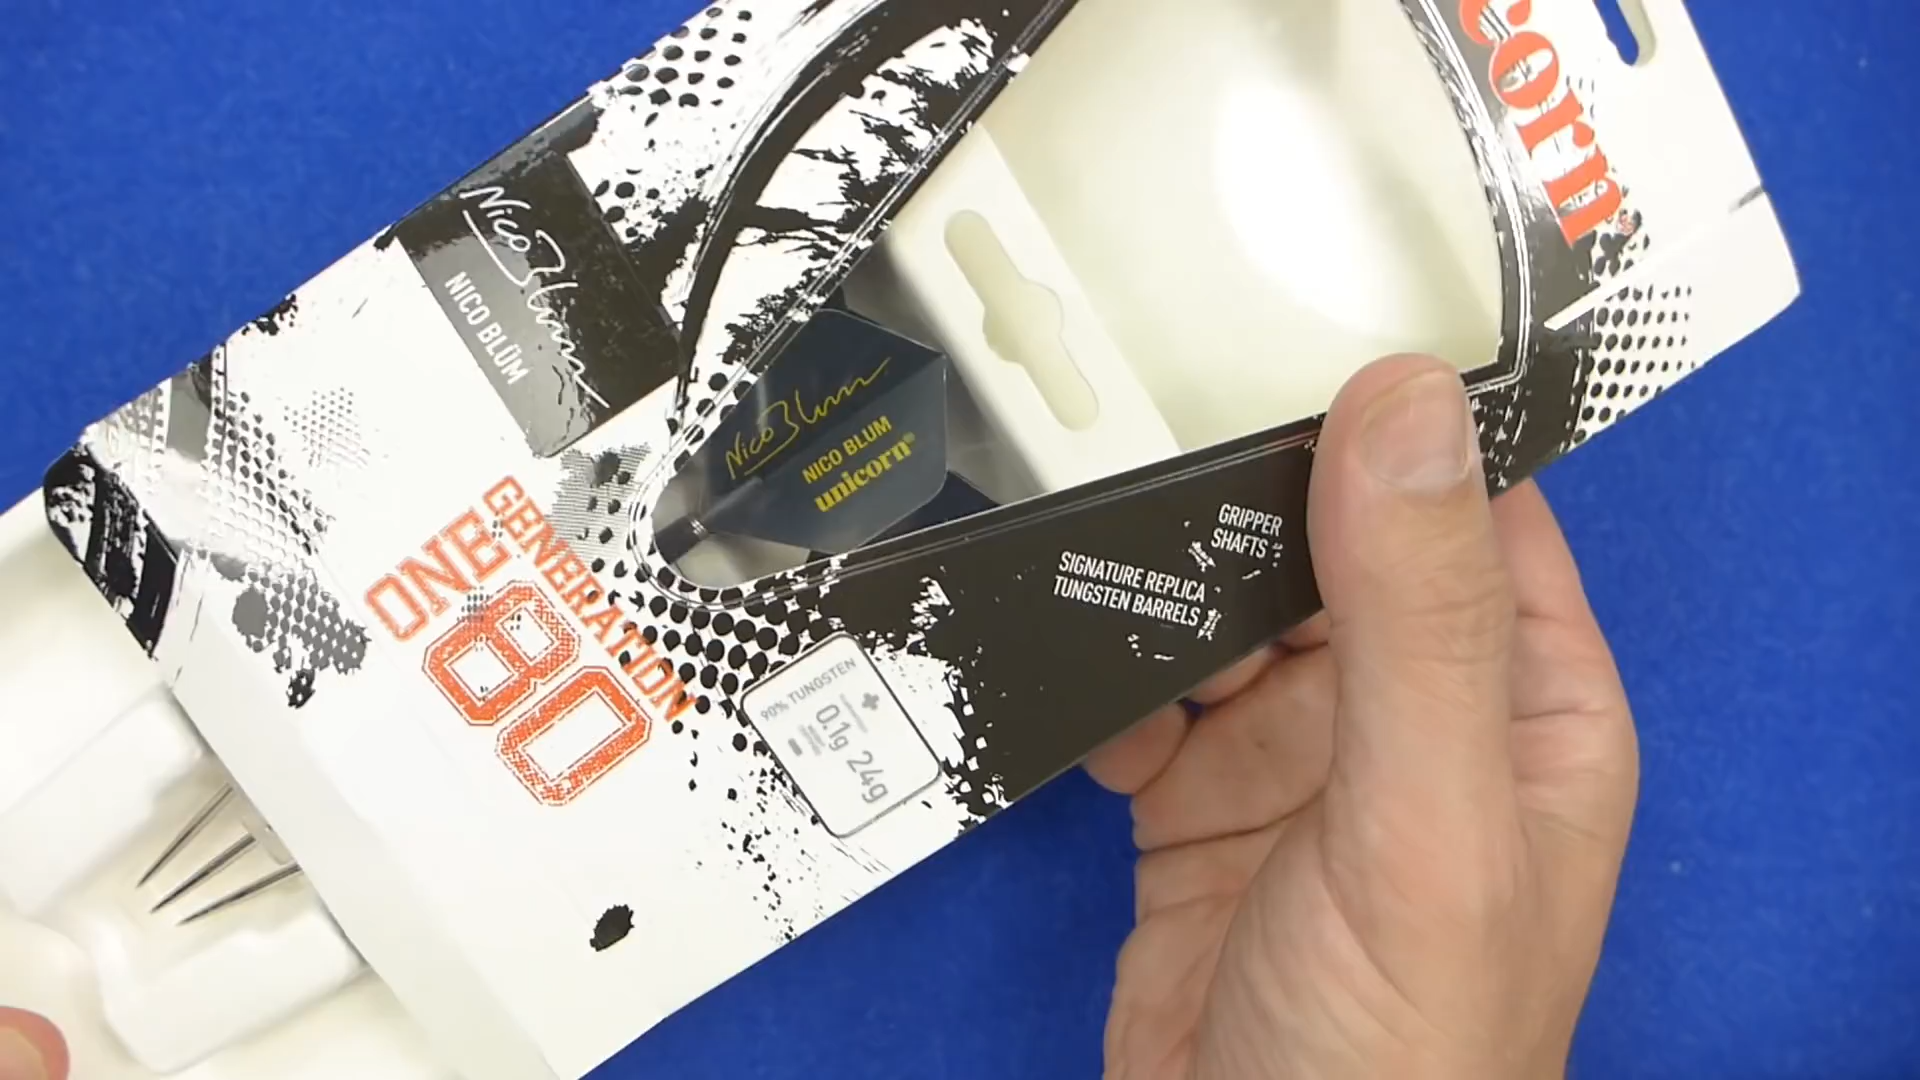 corn
Nico Blum
NICO BLÜM
Nico Blum
NICO BLUM
unicorn®
GENERATION
ONE
80
GRIPPER
SHAFTS
SIGNATURE REPLICA
TUNGSTEN BARRELS
90% TUNGSTEN
0.1g 24g